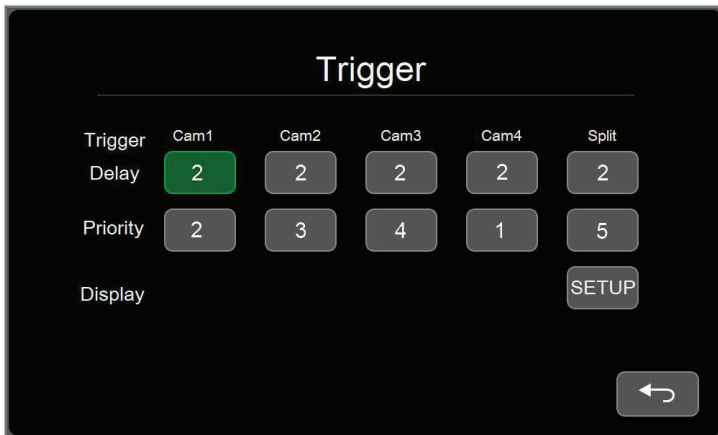 Trigger
Trigger Cam1 Cam2 Cam3 Cam4 Split
Delay 2 2 2 2 2
Priority 2 3 4 1 5
Display SETUP